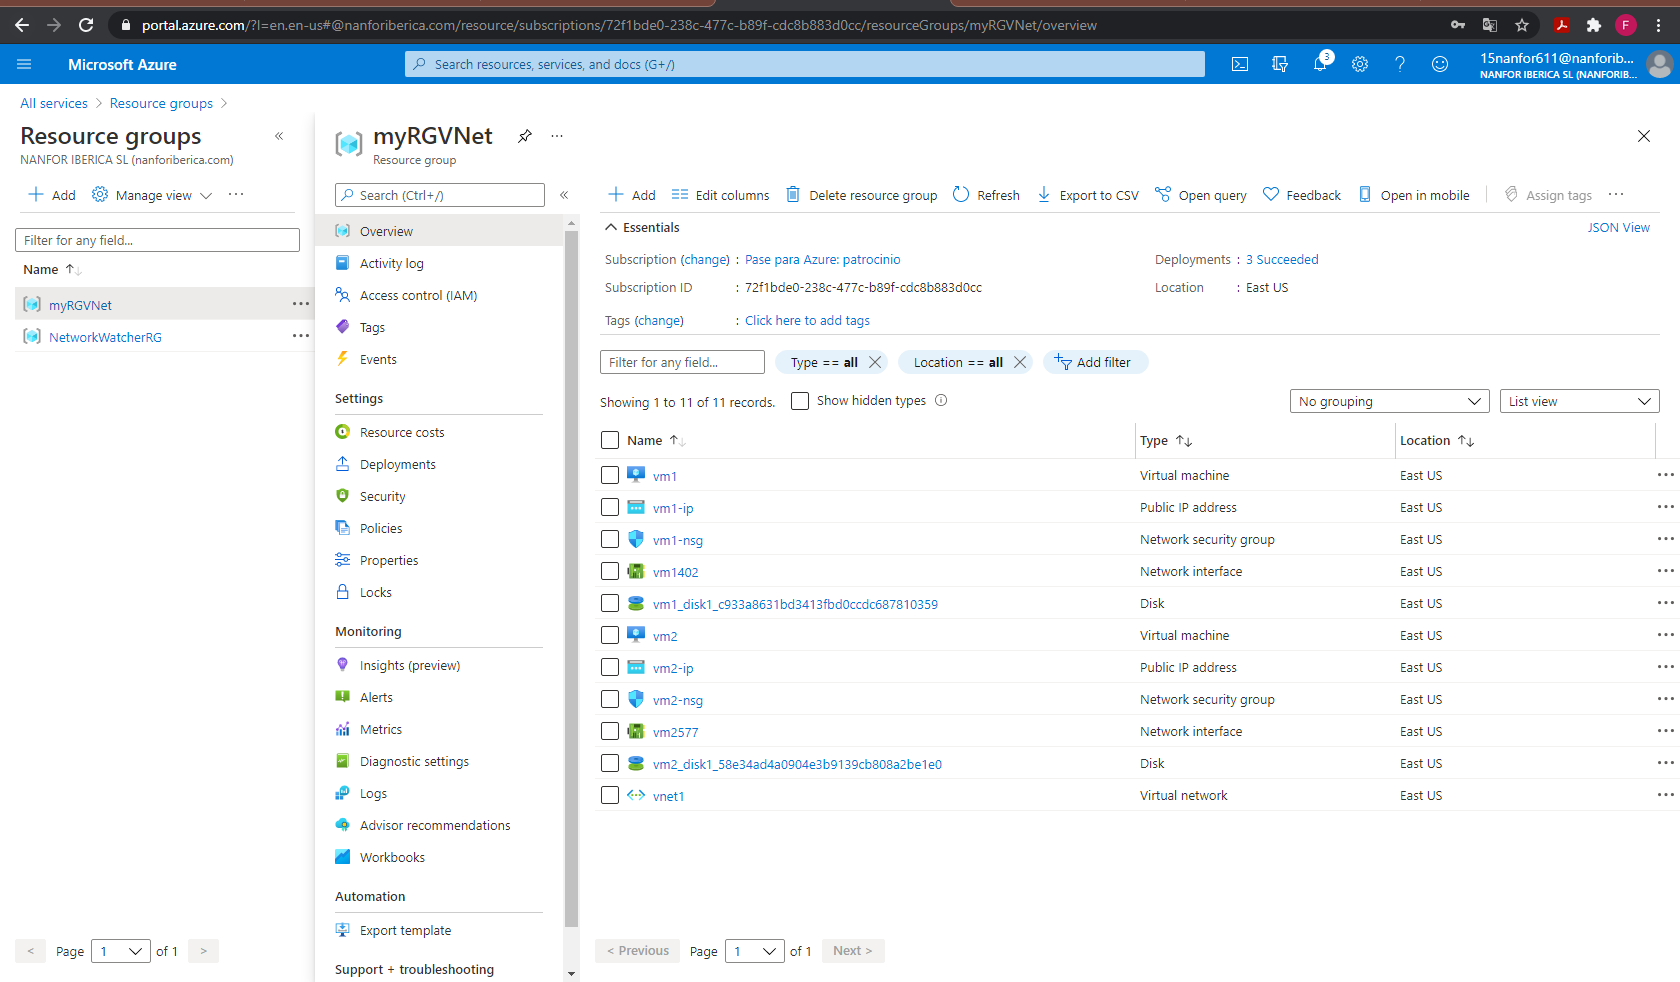 portal.azure.com/?l=en.en-us#@nanforiberica.com/resource/subscriptions/72f1bde0-238c-477c-b89f-cdc8b883d0cc/resourceGroups/myRGVNet/overview
F
Microsoft Azure
Search resources, services, and docs (G+/)
3
15nanfor611@nanforib...
NANFOR IBERICA SL (NANFORIB...
All services > Resource groups >
Resource groups «
NANFOR IBERICA SL (nanforiberica.com)
+ Add Manage view ...
Filter for any field...
Name ↑↓
myRGVNet ...
NetworkWatcherRG ...
< Page 1 of 1 >
myRGVNet ...
Resource group
Search (Ctrl+/) «
Overview
Activity log
Access control (IAM)
Tags
Events
Settings
Resource costs
Deployments
Security
Policies
Properties
Locks
Monitoring
Insights (preview)
Alerts
Metrics
Diagnostic settings
Logs
Advisor recommendations
Workbooks
Automation
Export template
Support + troubleshooting
+ Add Edit columns Delete resource group Refresh Export to CSV Open query Feedback Open in mobile Assign tags ...
Essentials JSON View
Subscription (change) : Pase para Azure: patrocinio Deployments : 3 Succeeded
Subscription ID : 72f1bde0-238c-477c-b89f-cdc8b883d0cc Location : East US
Tags (change) : Click here to add tags
Filter for any field... Type == all Location == all Add filter
Showing 1 to 11 of 11 records. Show hidden types No grouping List view
Name ↑↓ Type ↑↓ Location ↑↓
vm1 Virtual machine East US ...
vm1-ip Public IP address East US ...
vm1-nsg Network security group East US ...
vm1402 Network interface East US ...
vm1_disk1_c933a8631bd3413fbd0ccdc687810359 Disk East US ...
vm2 Virtual machine East US ...
vm2-ip Public IP address East US ...
vm2-nsg Network security group East US ...
vm2577 Network interface East US ...
vm2_disk1_58e34ad4a0904e3b9139cb808a2be1e0 Disk East US ...
vnet1 Virtual network East US ...
< Previous Page 1 of 1 Next >